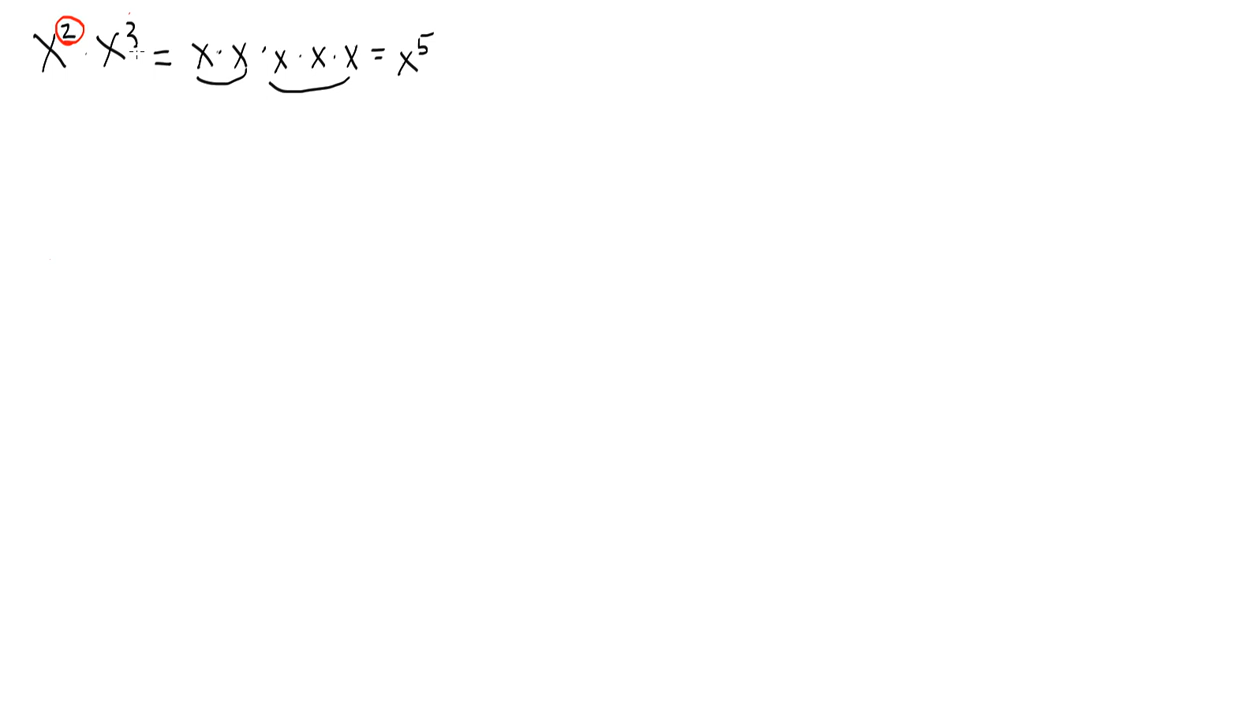 x² · x³ = x · x · x · x · x = x⁵